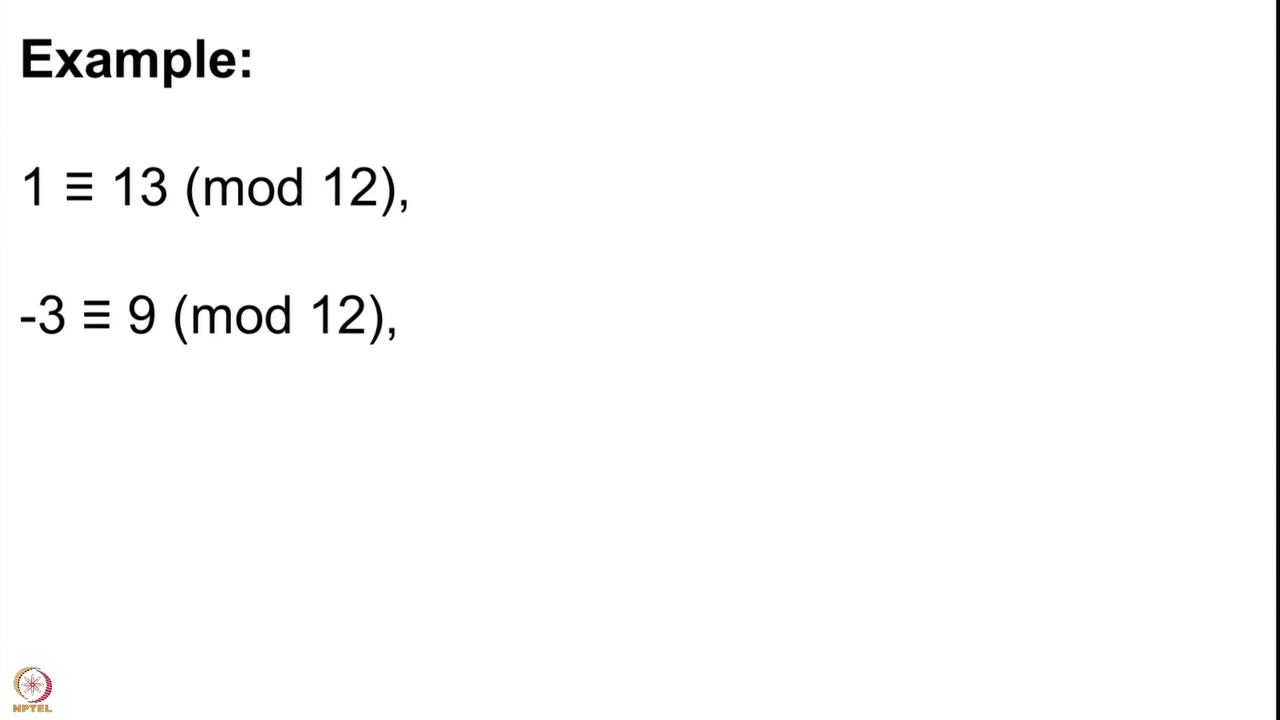 Example:
1 ≡ 13 (mod 12),
-3 ≡ 9 (mod 12),
NPTEL